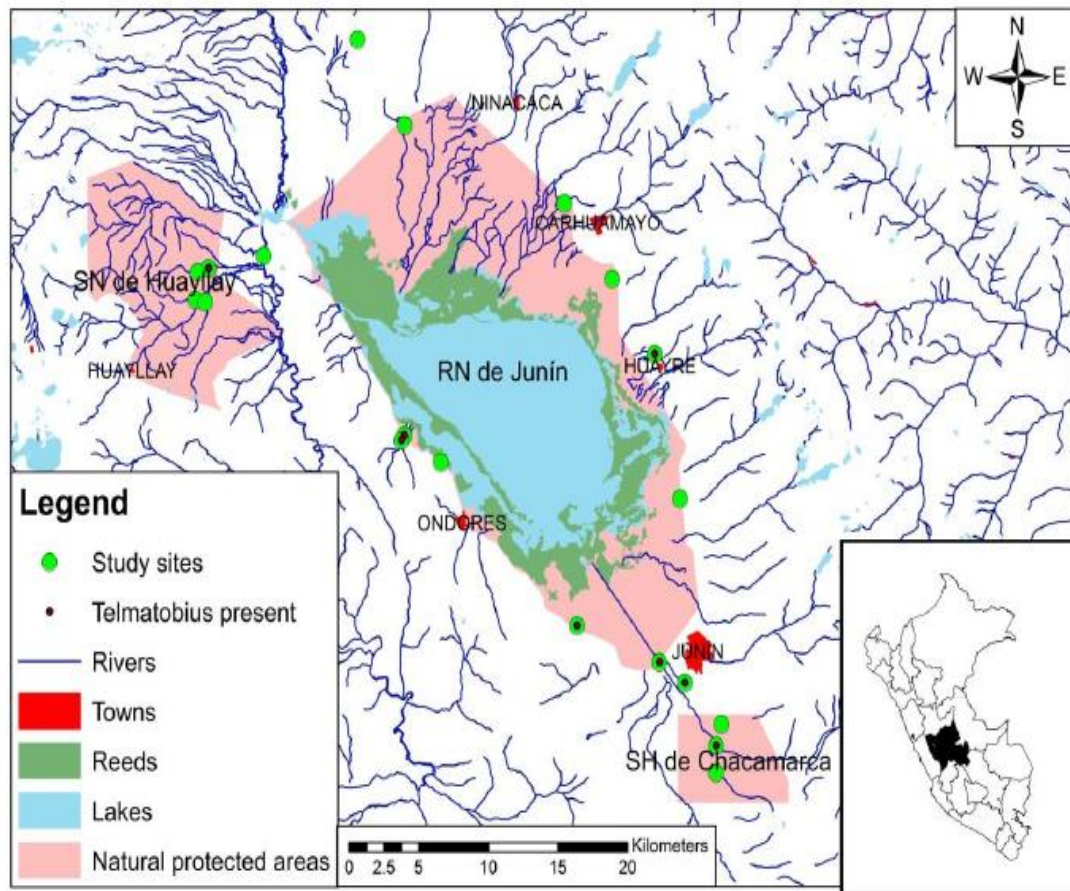 N
W E
S
NINACACA
CARHUAMAYO
SN de Huayllay
HUAYLLAY
HUAYRE
RN de Junín
ONDORES
JUNIN
SH de Chacamarca
Legend
Study sites
Telmatobius present
Rivers
Towns
Reeds
Lakes
Natural protected areas
Kilometers
0 2.5 5 10 15 20